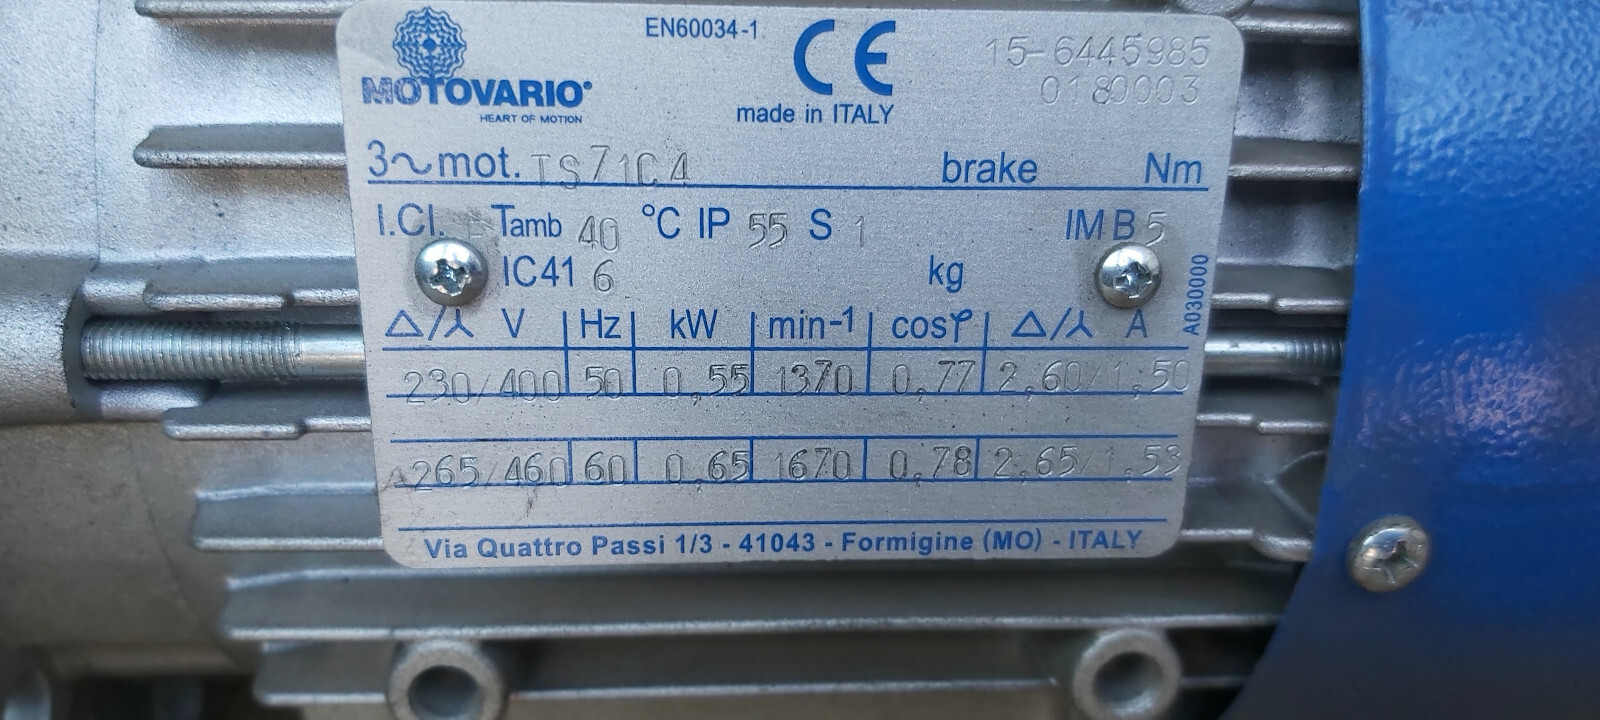 MOTOVARIO®
HEART OF MOTION
EN60034-1
CE
made in ITALY
15-6445985
0180003
3~mot. TS71C4 brake Nm
I.Cl. F Tamb 40 °C IP 55 S 1 IM B5
IC41 6 kg
A030000
△/⅄ V Hz kW min-1 cosφ △/⅄ A
230/400 50 0,55 1370 0,77 2,60/1,50
265/460 60 0,65 1670 0,78 2,65/1,53
Via Quattro Passi 1/3 - 41043 - Formigine (MO) - ITALY